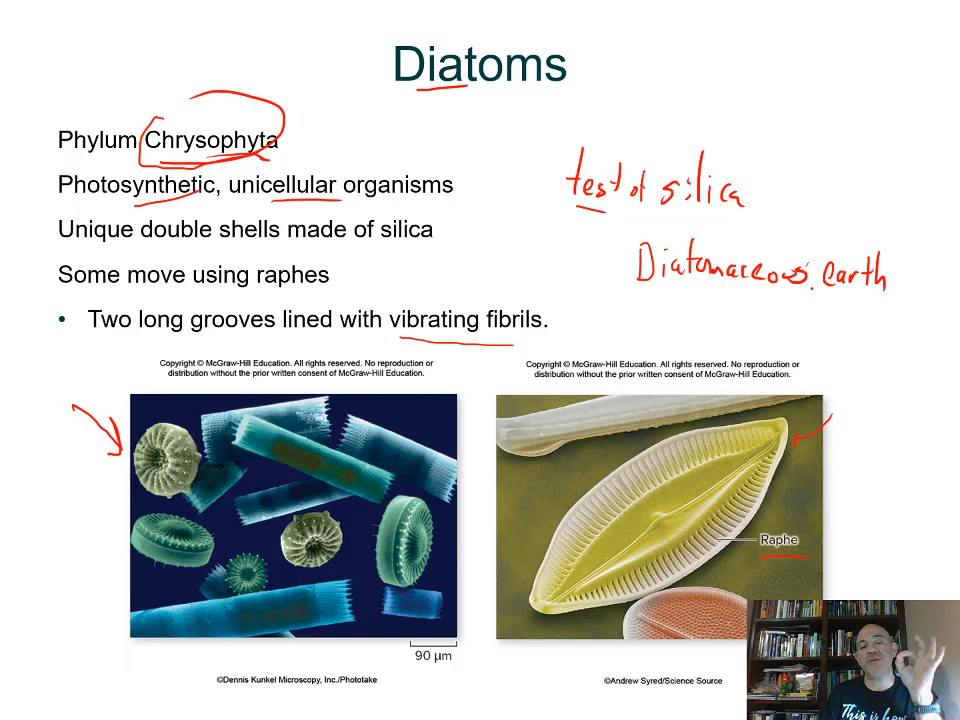 Diatoms
Phylum Chrysophyta
Photosynthetic, unicellular organisms
test of silica
Unique double shells made of silica
Diatomaceous earth
Some move using raphes
• Two long grooves lined with vibrating fibrils.
Copyright © McGraw-Hill Education. All rights reserved. No reproduction or
distribution without the prior written consent of McGraw-Hill Education.
Copyright © McGraw-Hill Education. All rights reserved. No reproduction or
distribution without the prior written consent of McGraw-Hill Education.
Raphe
90 µm
©Dennis Kunkel Microscopy, Inc./Phototake
©Andrew Syred/Science Source
This is how